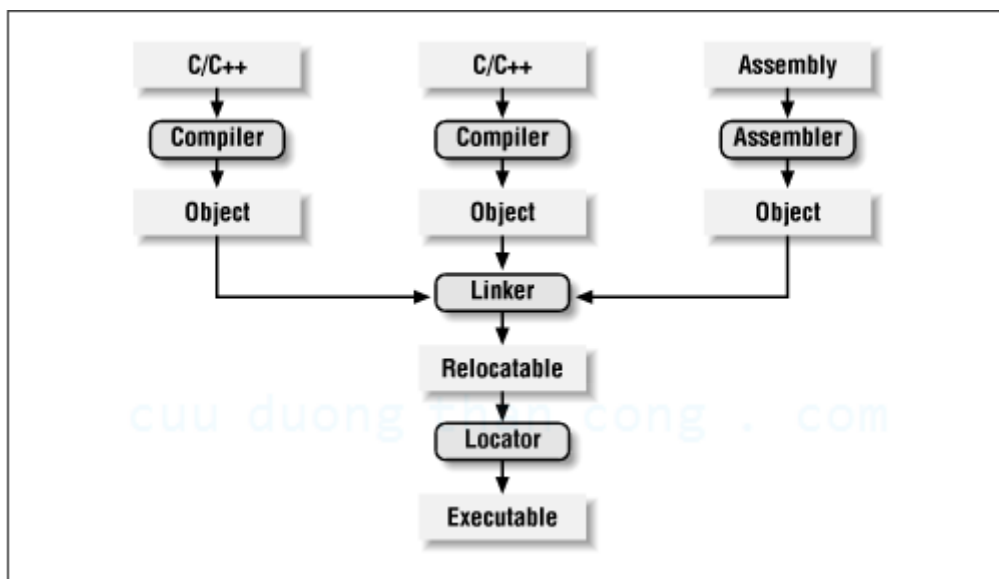 C/C++ C/C++ Assembly
Compiler Compiler Assembler
Object Object Object
Linker
Relocatable
cuu duong than cong . com
Locator
Executable